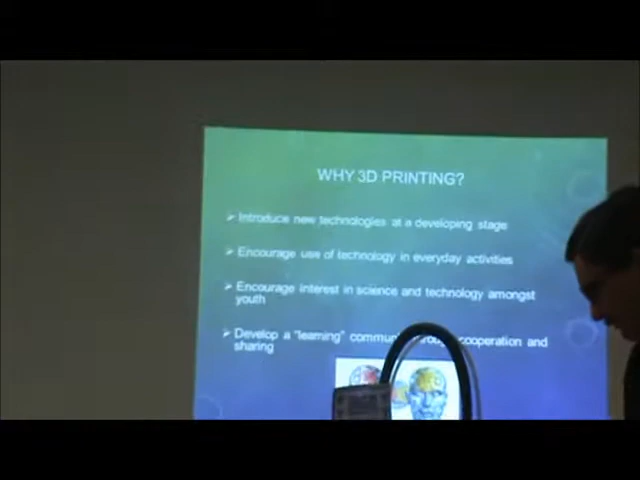 WHY 3D PRINTING?
➢ Introduce new technologies at a developing stage
➢ Encourage use of technology in everyday activities
➢ Encourage interest in science and technology amongst
youth
➢ Develop a "learning" cooperation and
sharing